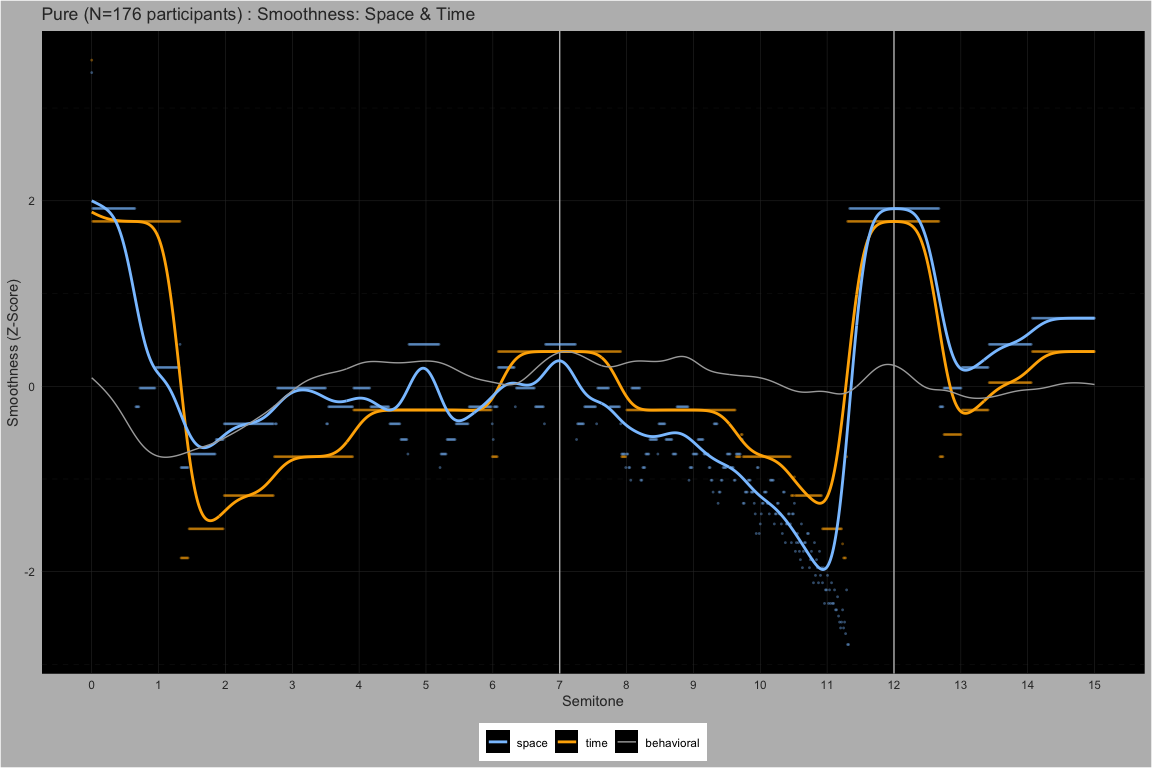 Pure (N=176 participants) : Smoothness: Space & Time
Smoothness (Z-Score)
2
0
-2
0 1 2 3 4 5 6 7 8 9 10 11 12 13 14 15
Semitone
space time behavioral